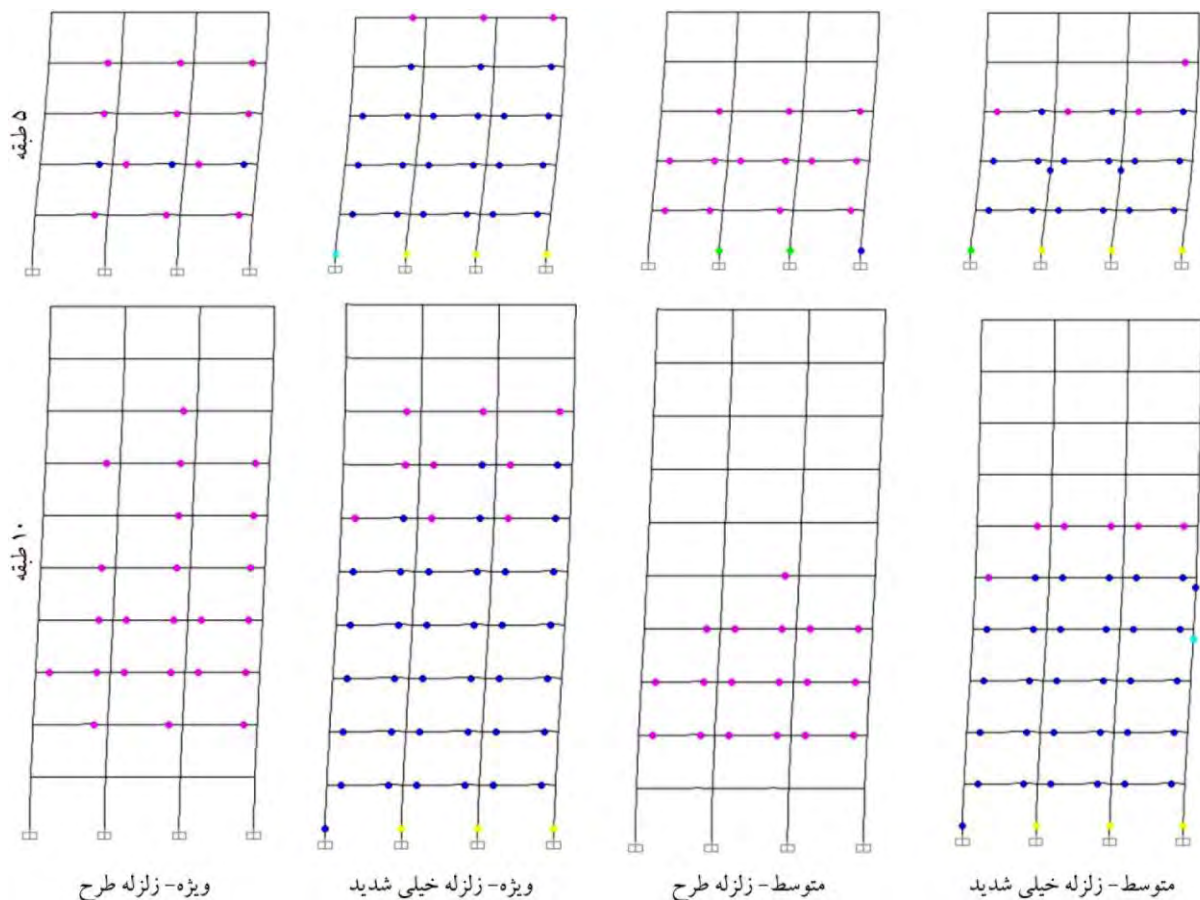 ۵ طبقه
۱۰ طبقه
ویژه- زلزله طرح
ویژه- زلزله خیلی شدید
متوسط- زلزله طرح
متوسط- زلزله خیلی شدید